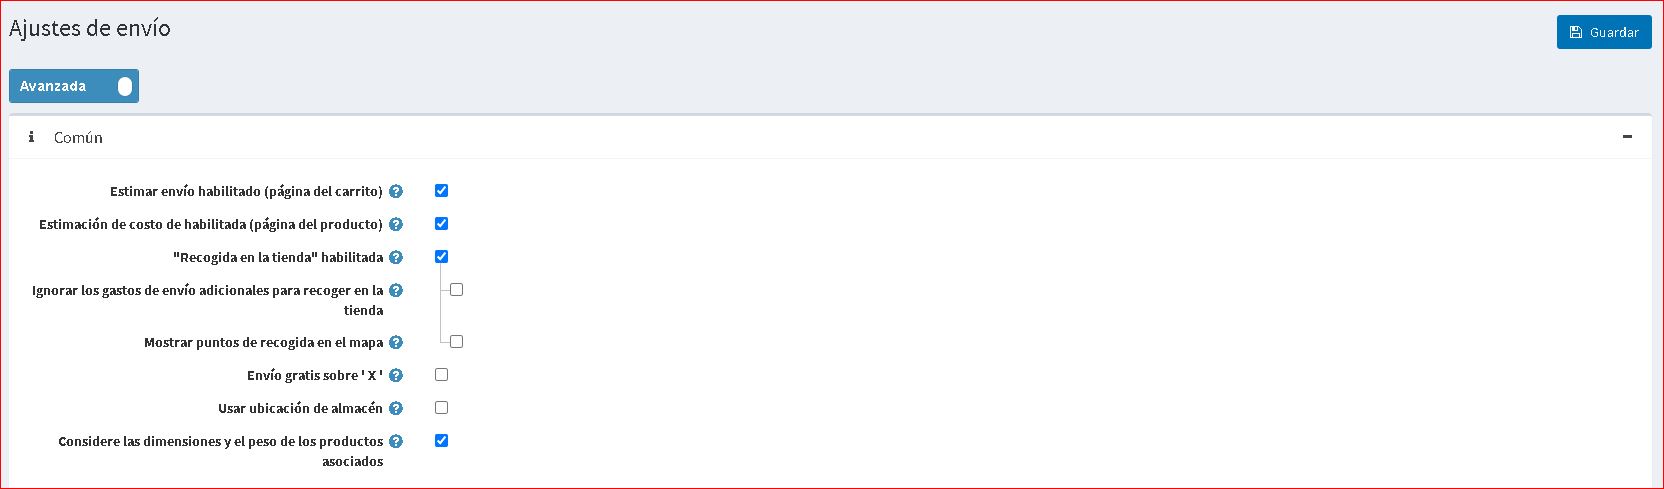 Ajustes de envío
Guardar
Avanzada
Común
Estimar envío habilitado (página del carrito)
Estimación de costo de habilitada (página del producto)
"Recogida en la tienda" habilitada
Ignorar los gastos de envío adicionales para recoger en la
tienda
Mostrar puntos de recogida en el mapa
Envío gratis sobre ' X '
Usar ubicación de almacén
Considere las dimensiones y el peso de los productos
asociados